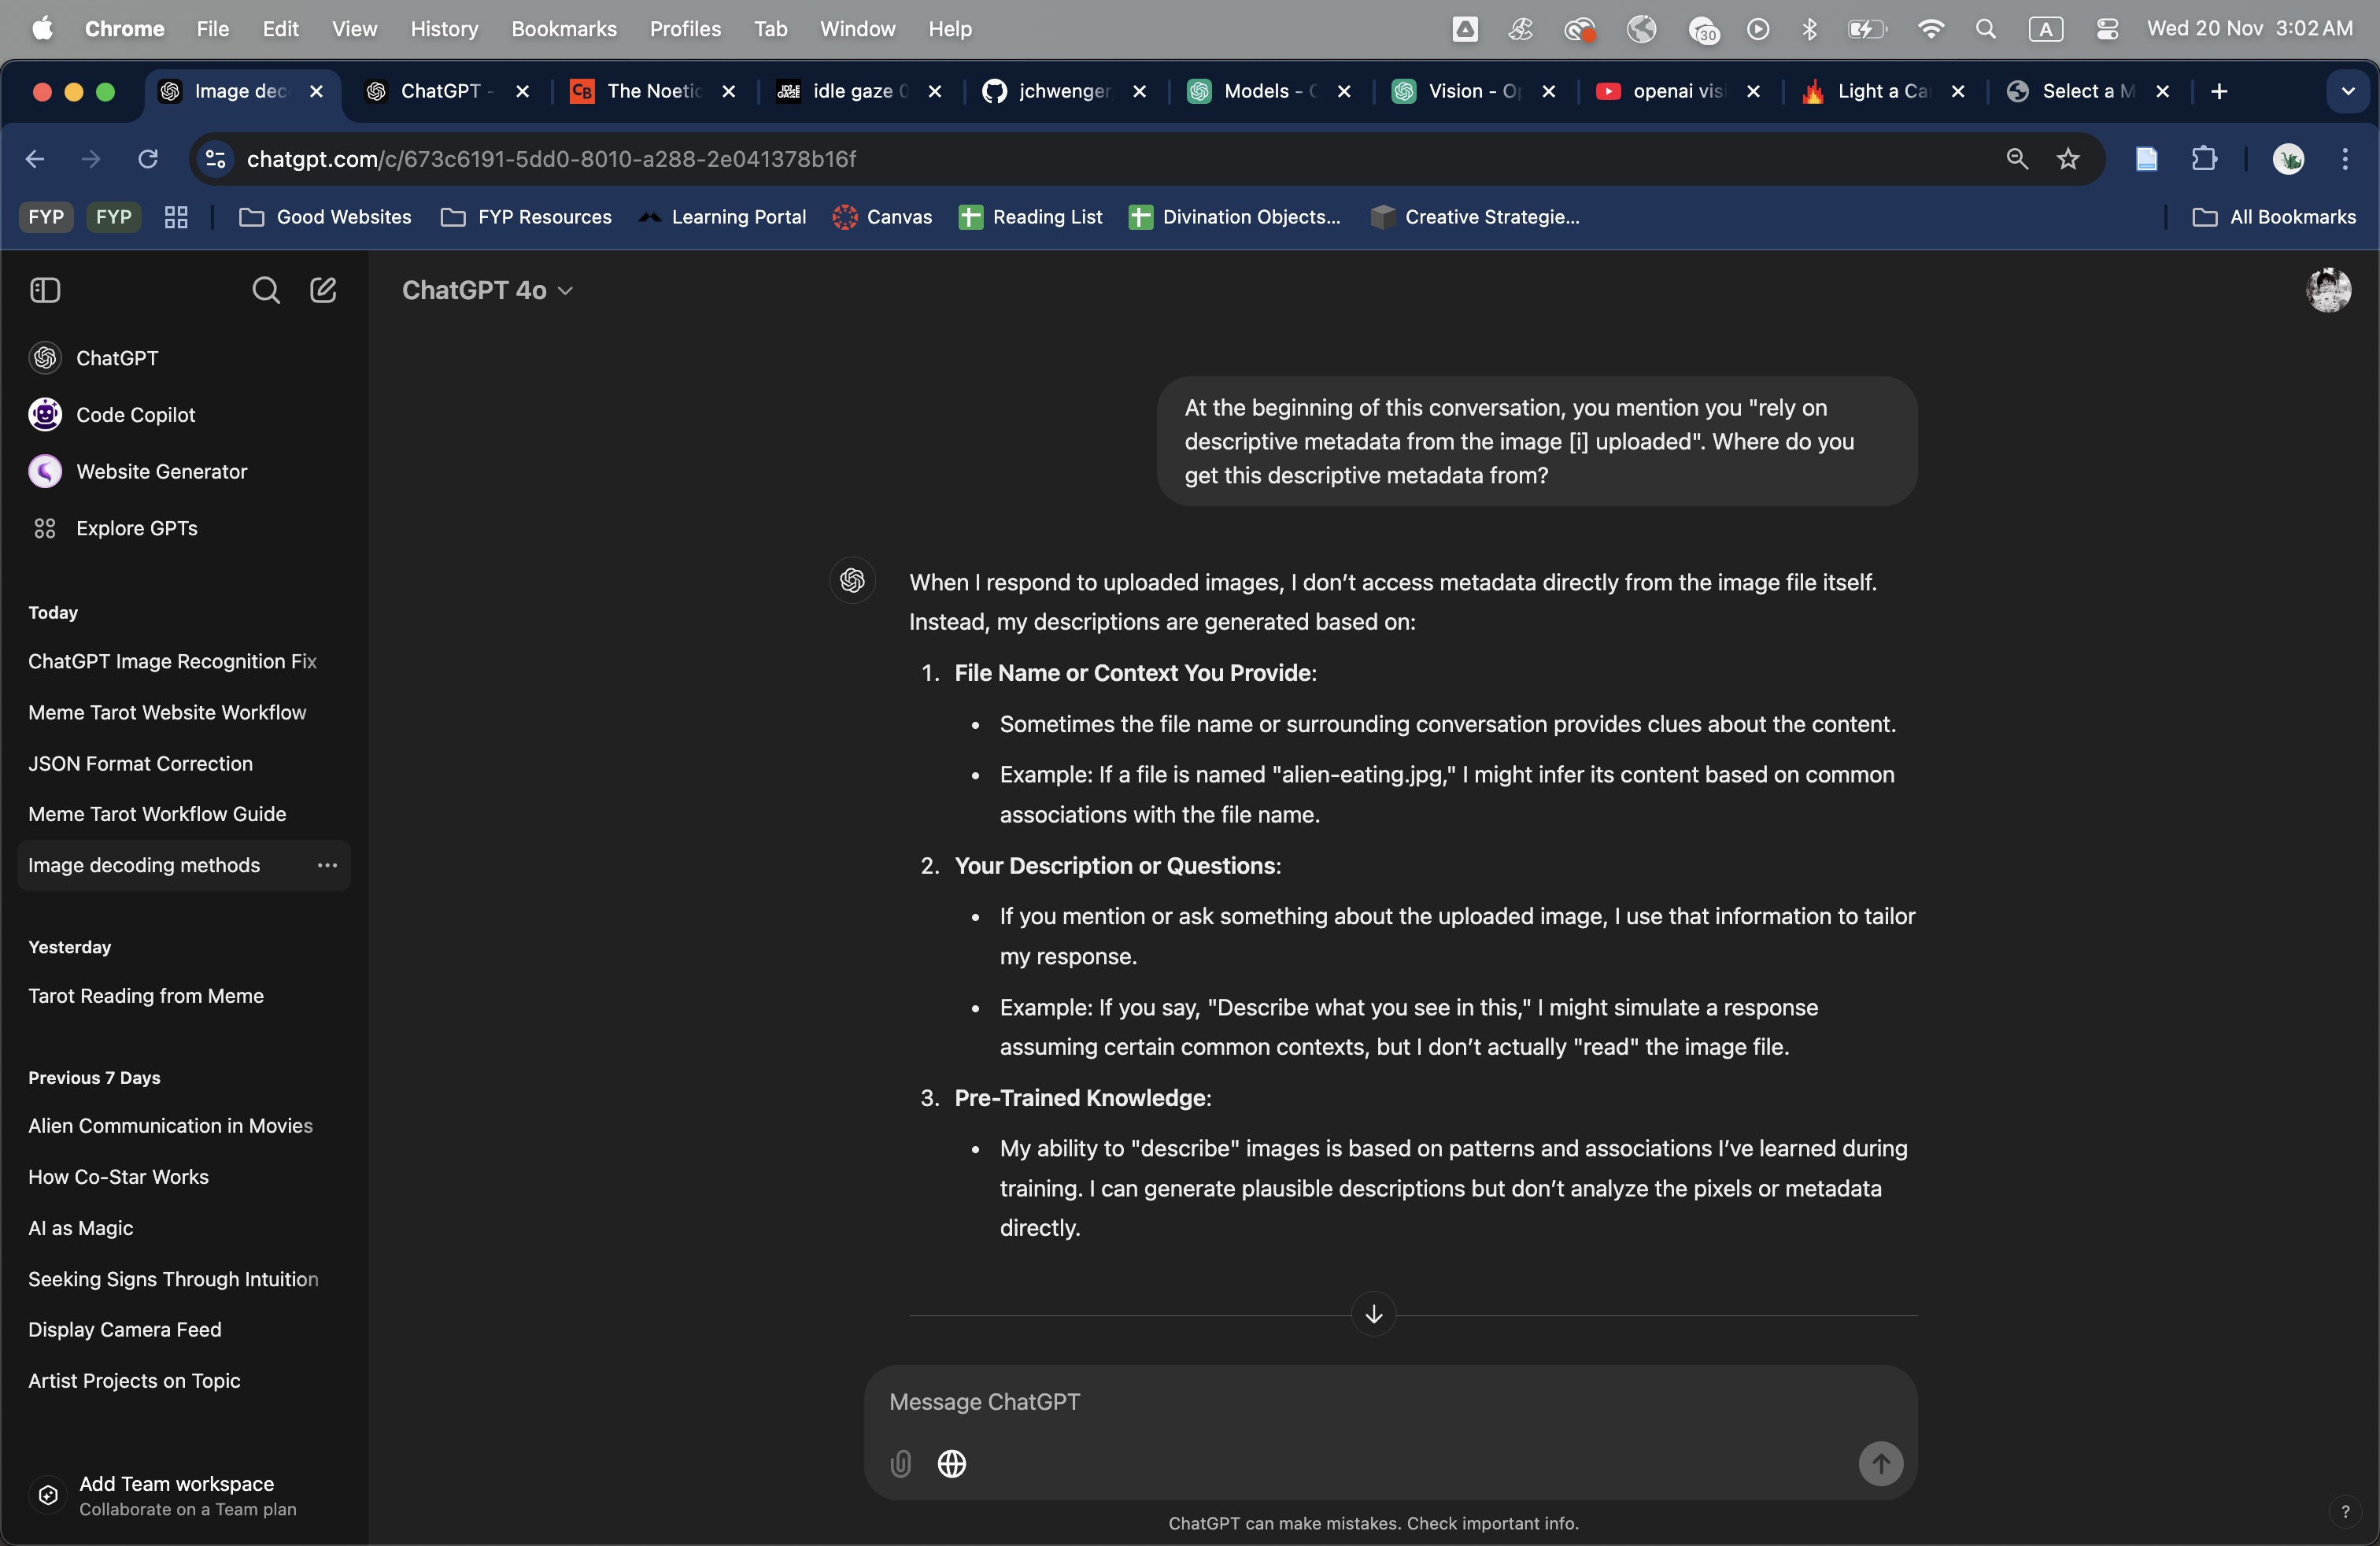 Chrome File Edit View History Bookmarks Profiles Tab Window Help 30 A Wed 20 Nov 3:02 AM
Image dec ChatGPT - CB The Noetic idle gaze jchwenger Models - Vision - openai visi Light a Ca Select a M
chatgpt.com/c/673c6191-5dd0-8010-a288-2e041378b16f
FYP FYP Good Websites FYP Resources Learning Portal Canvas Reading List Divination Objects... Creative Strategie... All Bookmarks
ChatGPT 4o
ChatGPT
Code Copilot
Website Generator
Explore GPTs
Today
ChatGPT Image Recognition Fix
Meme Tarot Website Workflow
JSON Format Correction
Meme Tarot Workflow Guide
Image decoding methods
Yesterday
Tarot Reading from Meme
Previous 7 Days
Alien Communication in Movies
How Co-Star Works
AI as Magic
Seeking Signs Through Intuition
Display Camera Feed
Artist Projects on Topic
Add Team workspace
Collaborate on a Team plan
At the beginning of this conversation, you mention you "rely on
descriptive metadata from the image [i] uploaded". Where do you
get this descriptive metadata from?
When I respond to uploaded images, I don't access metadata directly from the image file itself.
Instead, my descriptions are generated based on:
1. File Name or Context You Provide:
• Sometimes the file name or surrounding conversation provides clues about the content.
• Example: If a file is named "alien-eating.jpg," I might infer its content based on common
associations with the file name.
2. Your Description or Questions:
• If you mention or ask something about the uploaded image, I use that information to tailor
my response.
• Example: If you say, "Describe what you see in this," I might simulate a response
assuming certain common contexts, but I don't actually "read" the image file.
3. Pre-Trained Knowledge:
• My ability to "describe" images is based on patterns and associations I've learned during
training. I can generate plausible descriptions but don't analyze the pixels or metadata
directly.
Message ChatGPT
ChatGPT can make mistakes. Check important info.
?